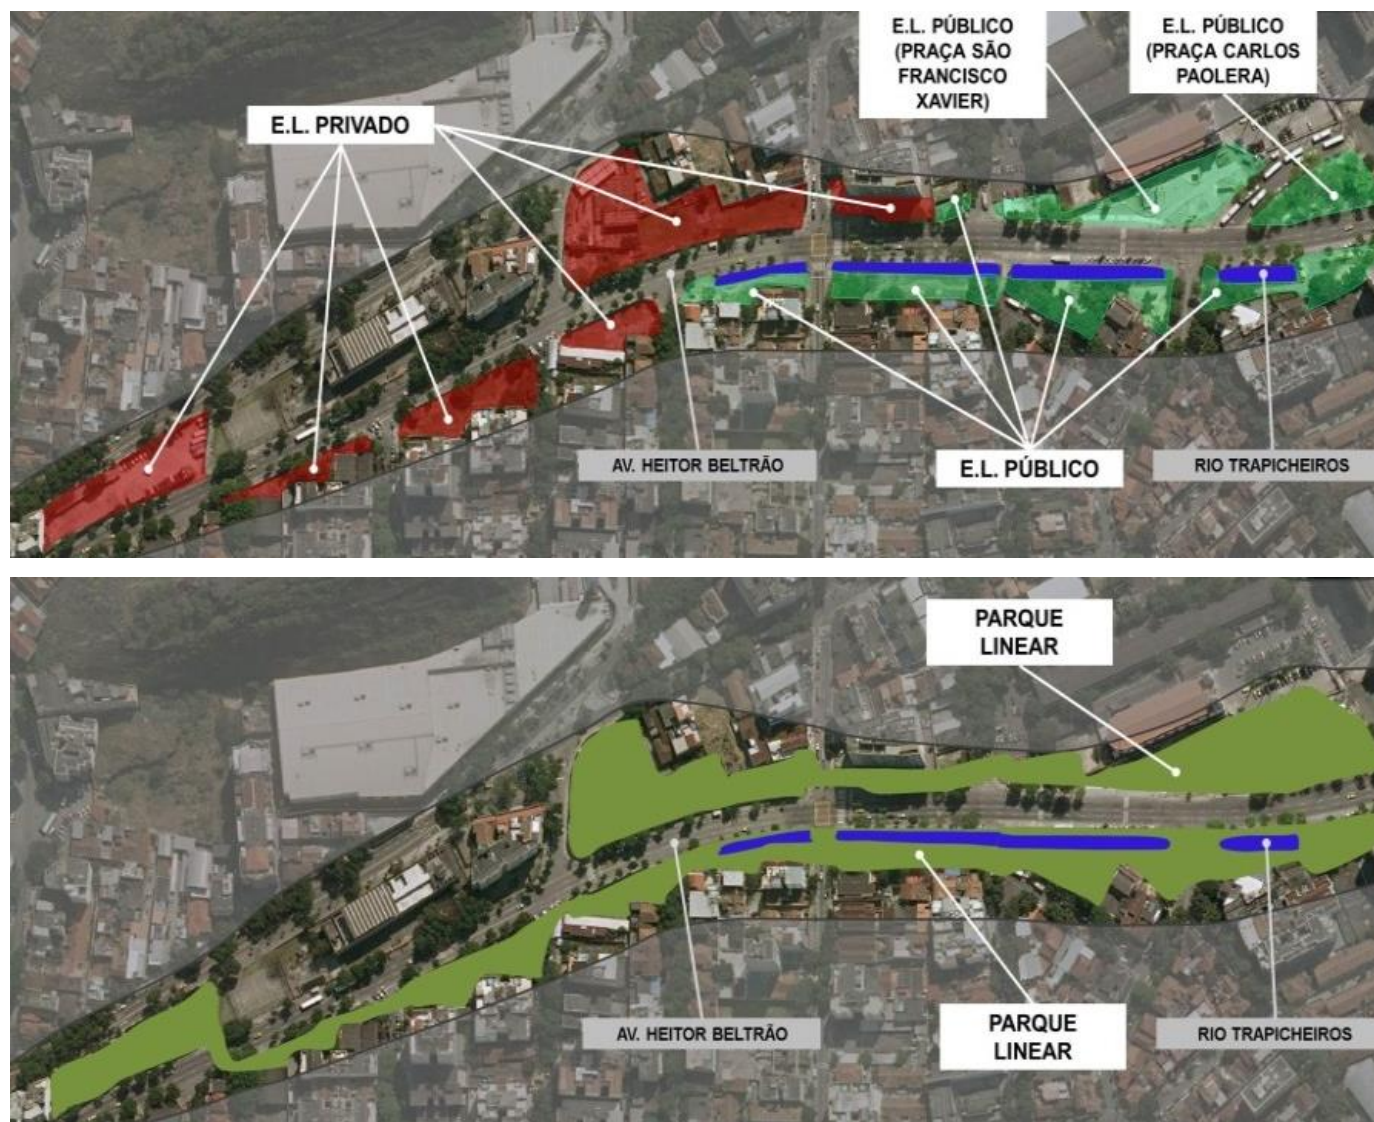 E.L. PÚBLICO
(PRAÇA SÃO
FRANCISCO
XAVIER)
E.L. PÚBLICO
(PRAÇA CARLOS
PAOLERA)
E.L. PRIVADO
AV. HEITOR BELTRÃO
E.L. PÚBLICO
RIO TRAPICHEIROS
PARQUE
LINEAR
AV. HEITOR BELTRÃO
PARQUE
LINEAR
RIO TRAPICHEIROS